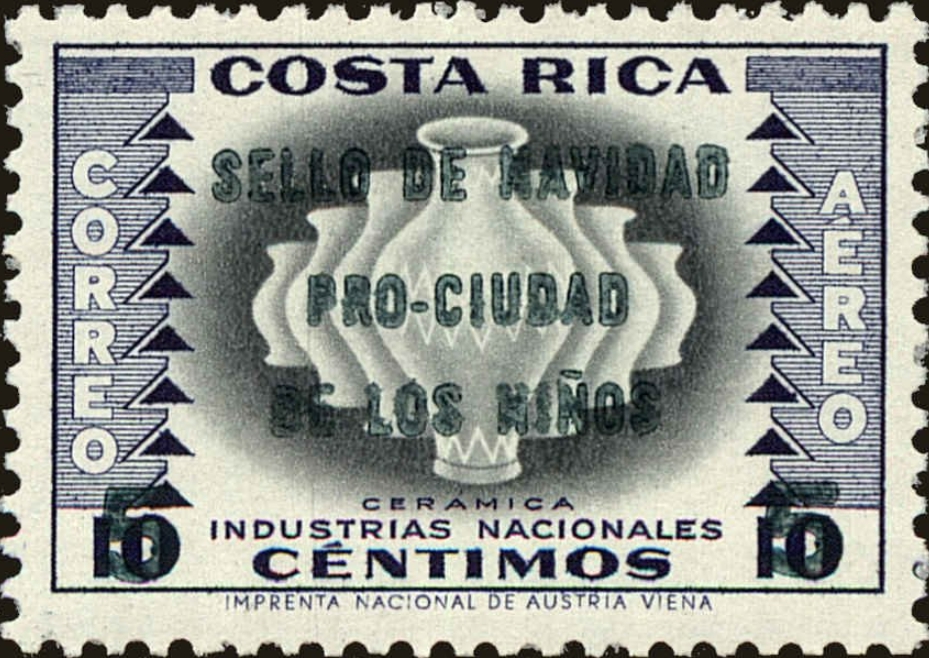 COSTA RICA
CORREO
AÉREO
SELLO DE NAVIDAD
PRO-CIUDAD
DE LOS NIÑOS
5 5
CERAMICA
10 INDUSTRIAS NACIONALES 10
CÉNTIMOS
IMPRENTA NACIONAL DE AUSTRIA VIENA